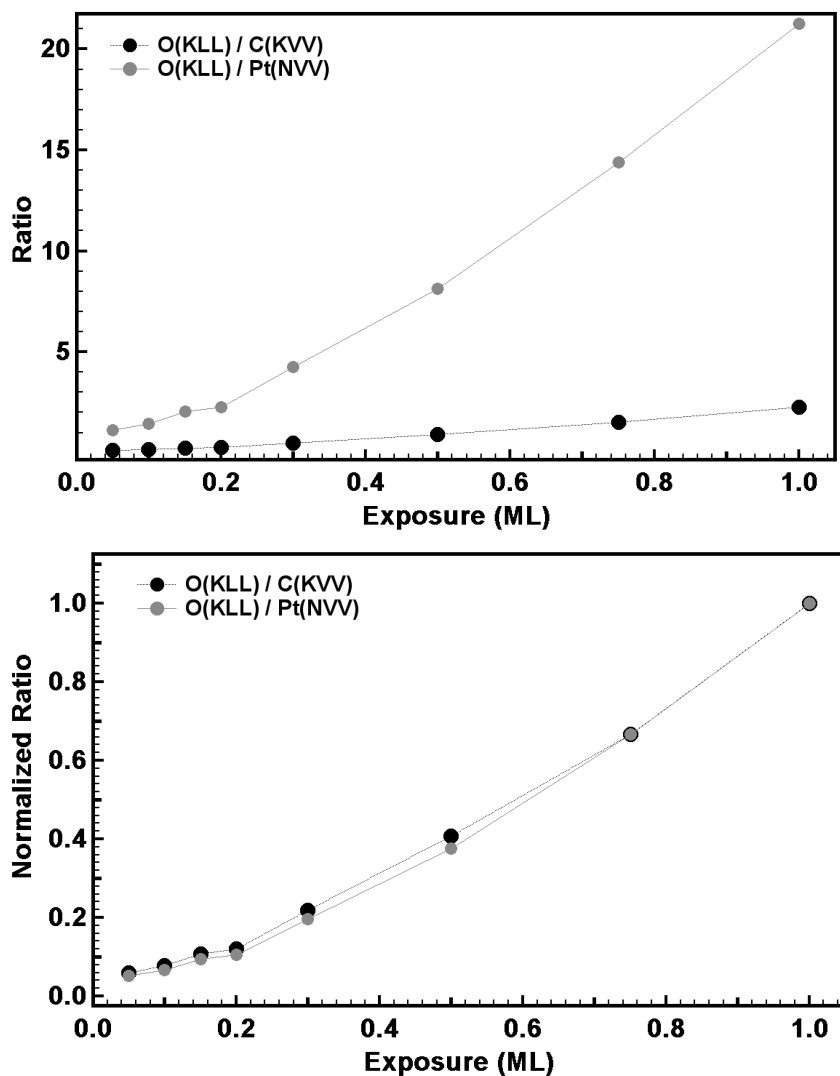 O(KLL) / C(KVV)
O(KLL) / Pt(NVV)
Ratio
20
15
10
5
0.0 0.2 0.4 0.6 0.8 1.0
Exposure (ML)
O(KLL) / C(KVV)
O(KLL) / Pt(NVV)
Normalized Ratio
1.0
0.8
0.6
0.4
0.2
0.0
0.0 0.2 0.4 0.6 0.8 1.0
Exposure (ML)